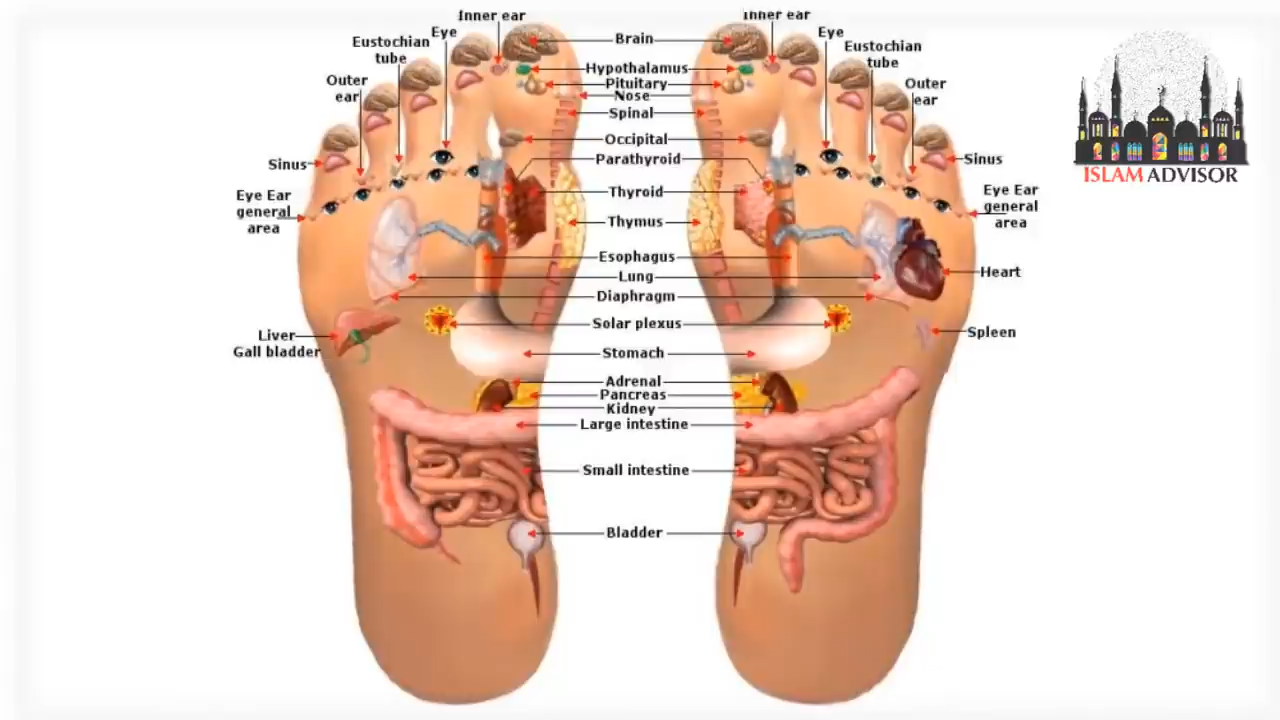 Inner ear
Eye
Eustochian
tube
Outer
ear
Sinus
Eye Ear
general
area
Liver
Gall bladder
Brain
Hypothalamus
Pituitary
Nose
Spinal
Occipital
Parathyroid
Thyroid
Thymus
Esophagus
Lung
Diaphragm
Solar plexus
Stomach
Adrenal
Pancreas
Kidney
Large intestine
Small intestine
Bladder
Inner ear
Eye
Eustochian
tube
Outer
ear
Sinus
Eye Ear
general
area
Heart
Spleen
ISLAM ADVISOR